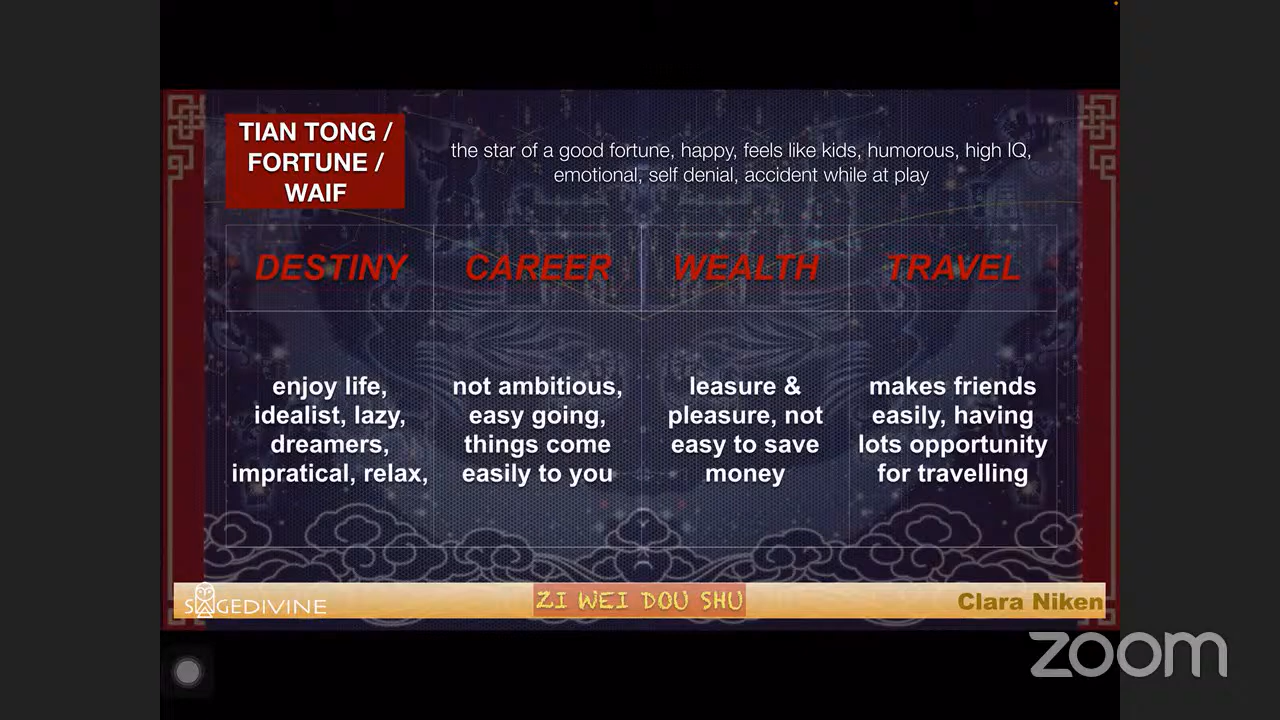 TIAN TONG /
FORTUNE /
WAIF
the star of a good fortune, happy, feels like kids, humorous, high IQ,
emotional, self denial, accident while at play
DESTINY
CAREER
WEALTH
TRAVEL
enjoy life,
idealist, lazy,
dreamers,
impratical, relax,
not ambitious,
easy going,
things come
easily to you
leasure &
pleasure, not
easy to save
money
makes friends
easily, having
lots opportunity
for travelling
SAGEDIVINE
ZI WEI DOU SHU
Clara Niken
zoom